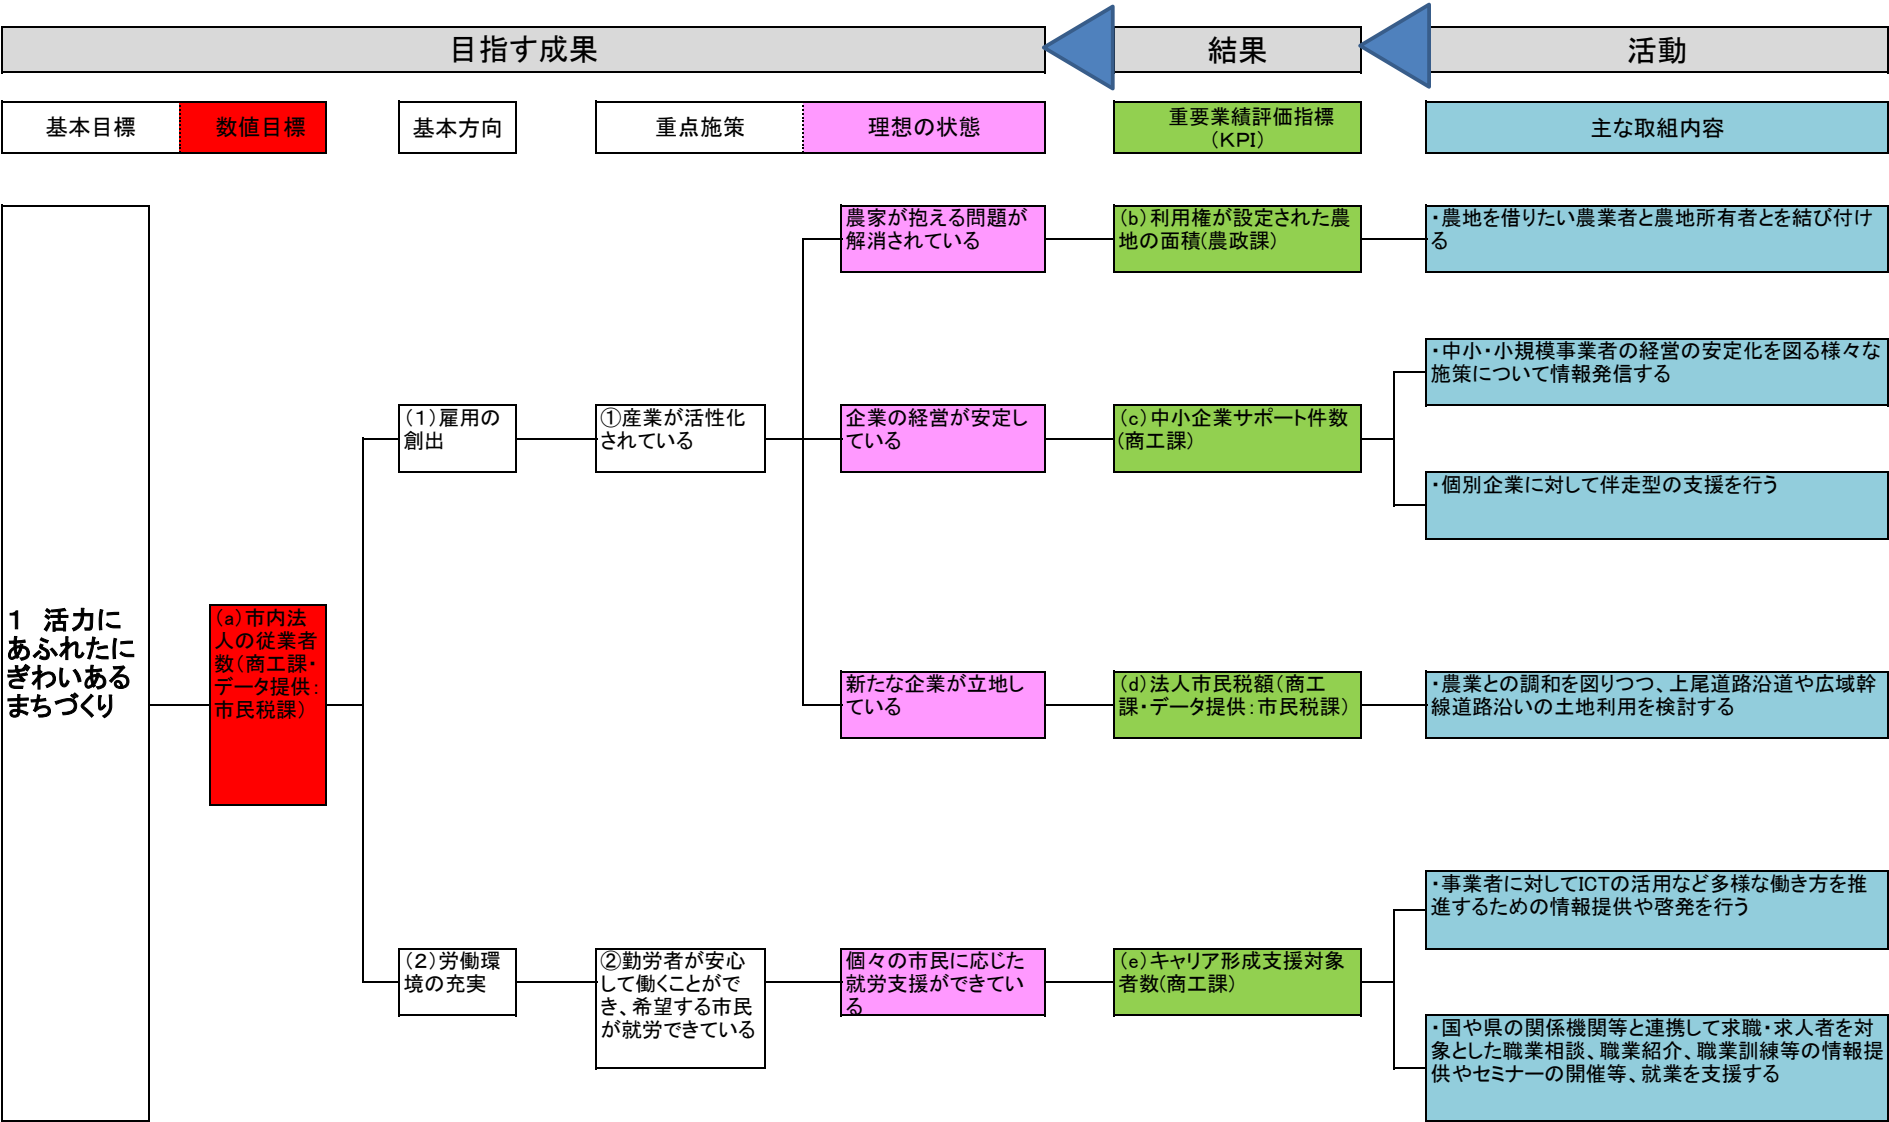 目指す成果
結果
活動
基本目標
数値目標
基本方向
重点施策
理想の状態
重要業績評価指標
(KPI)
主な取組内容
1 活力に
あふれたに
ぎわいある
まちづくり
(a)市内法
人の従業者
数(商工課・
データ提供:
市民税課)
(1)雇用の
創出
①産業が活性化
されている
農家が抱える問題が
解消されている
(b)利用権が設定された農
地の面積(農政課)
・農地を借りたい農業者と農地所有者とを結び付け
る
企業の経営が安定し
ている
(c)中小企業サポート件数
(商工課)
・中小・小規模事業者の経営の安定化を図る様々な
施策について情報発信する
・個別企業に対して伴走型の支援を行う
新たな企業が立地し
ている
(d)法人市民税額(商工
課・データ提供:市民税課)
・農業との調和を図りつつ、上尾道路沿道や広域幹
線道路沿いの土地利用を検討する
(2)労働環
境の充実
②勤労者が安心
して働くことがで
き、希望する市民
が就労できている
個々の市民に応じた
就労支援ができてい
る
(e)キャリア形成支援対象
者数(商工課)
・事業者に対してICTの活用など多様な働き方を推
進するための情報提供や啓発を行う
・国や県の関係機関等と連携して求職・求人者を対
象とした職業相談、職業紹介、職業訓練等の情報提
供やセミナーの開催等、就業を支援する